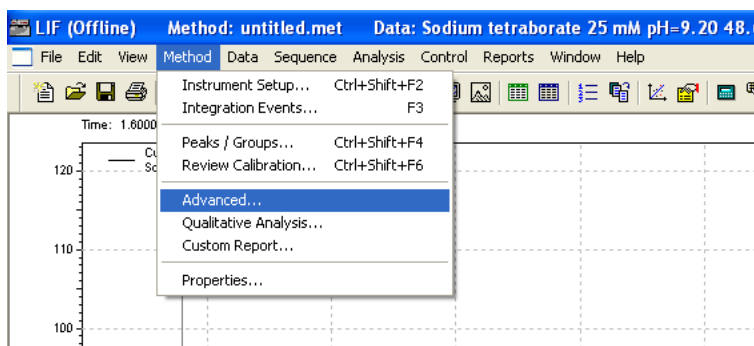 LIF (Offline) Method: untitled.met Data: Sodium tetraborate 25 mM pH=9.20 48.
File Edit View Method Data Sequence Analysis Control Reports Window Help
Instrument Setup... Ctrl+Shift+F2
Integration Events... F3
Time: 1.6000
Peaks / Groups... Ctrl+Shift+F4
Review Calibration... Ctrl+Shift+F6
120
Advanced...
Qualitative Analysis...
Custom Report...
110
Properties...
100